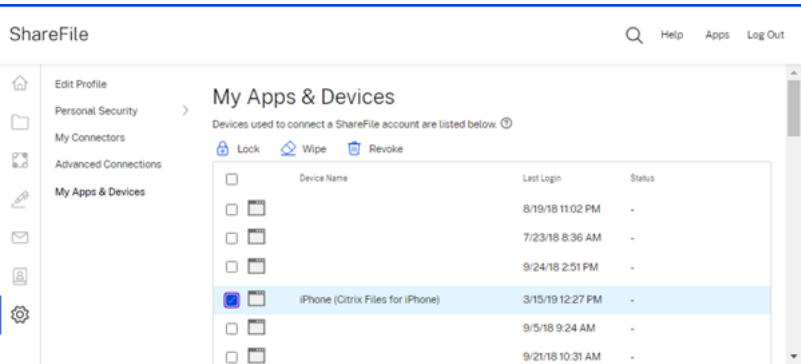 ShareFile
Help Apps Log Out
Edit Profile
Personal Security
My Connectors
Advanced Connections
My Apps & Devices
My Apps & Devices
Devices used to connect a ShareFile account are listed below.
Lock Wipe Revoke
Device Name Last Login Status
8/19/18 11:02 PM -
7/23/18 8:36 AM -
9/24/18 2:51 PM -
iPhone (Citrix Files for iPhone) 3/15/19 12:27 PM -
9/5/18 9:24 AM -
9/21/18 10:31 AM -